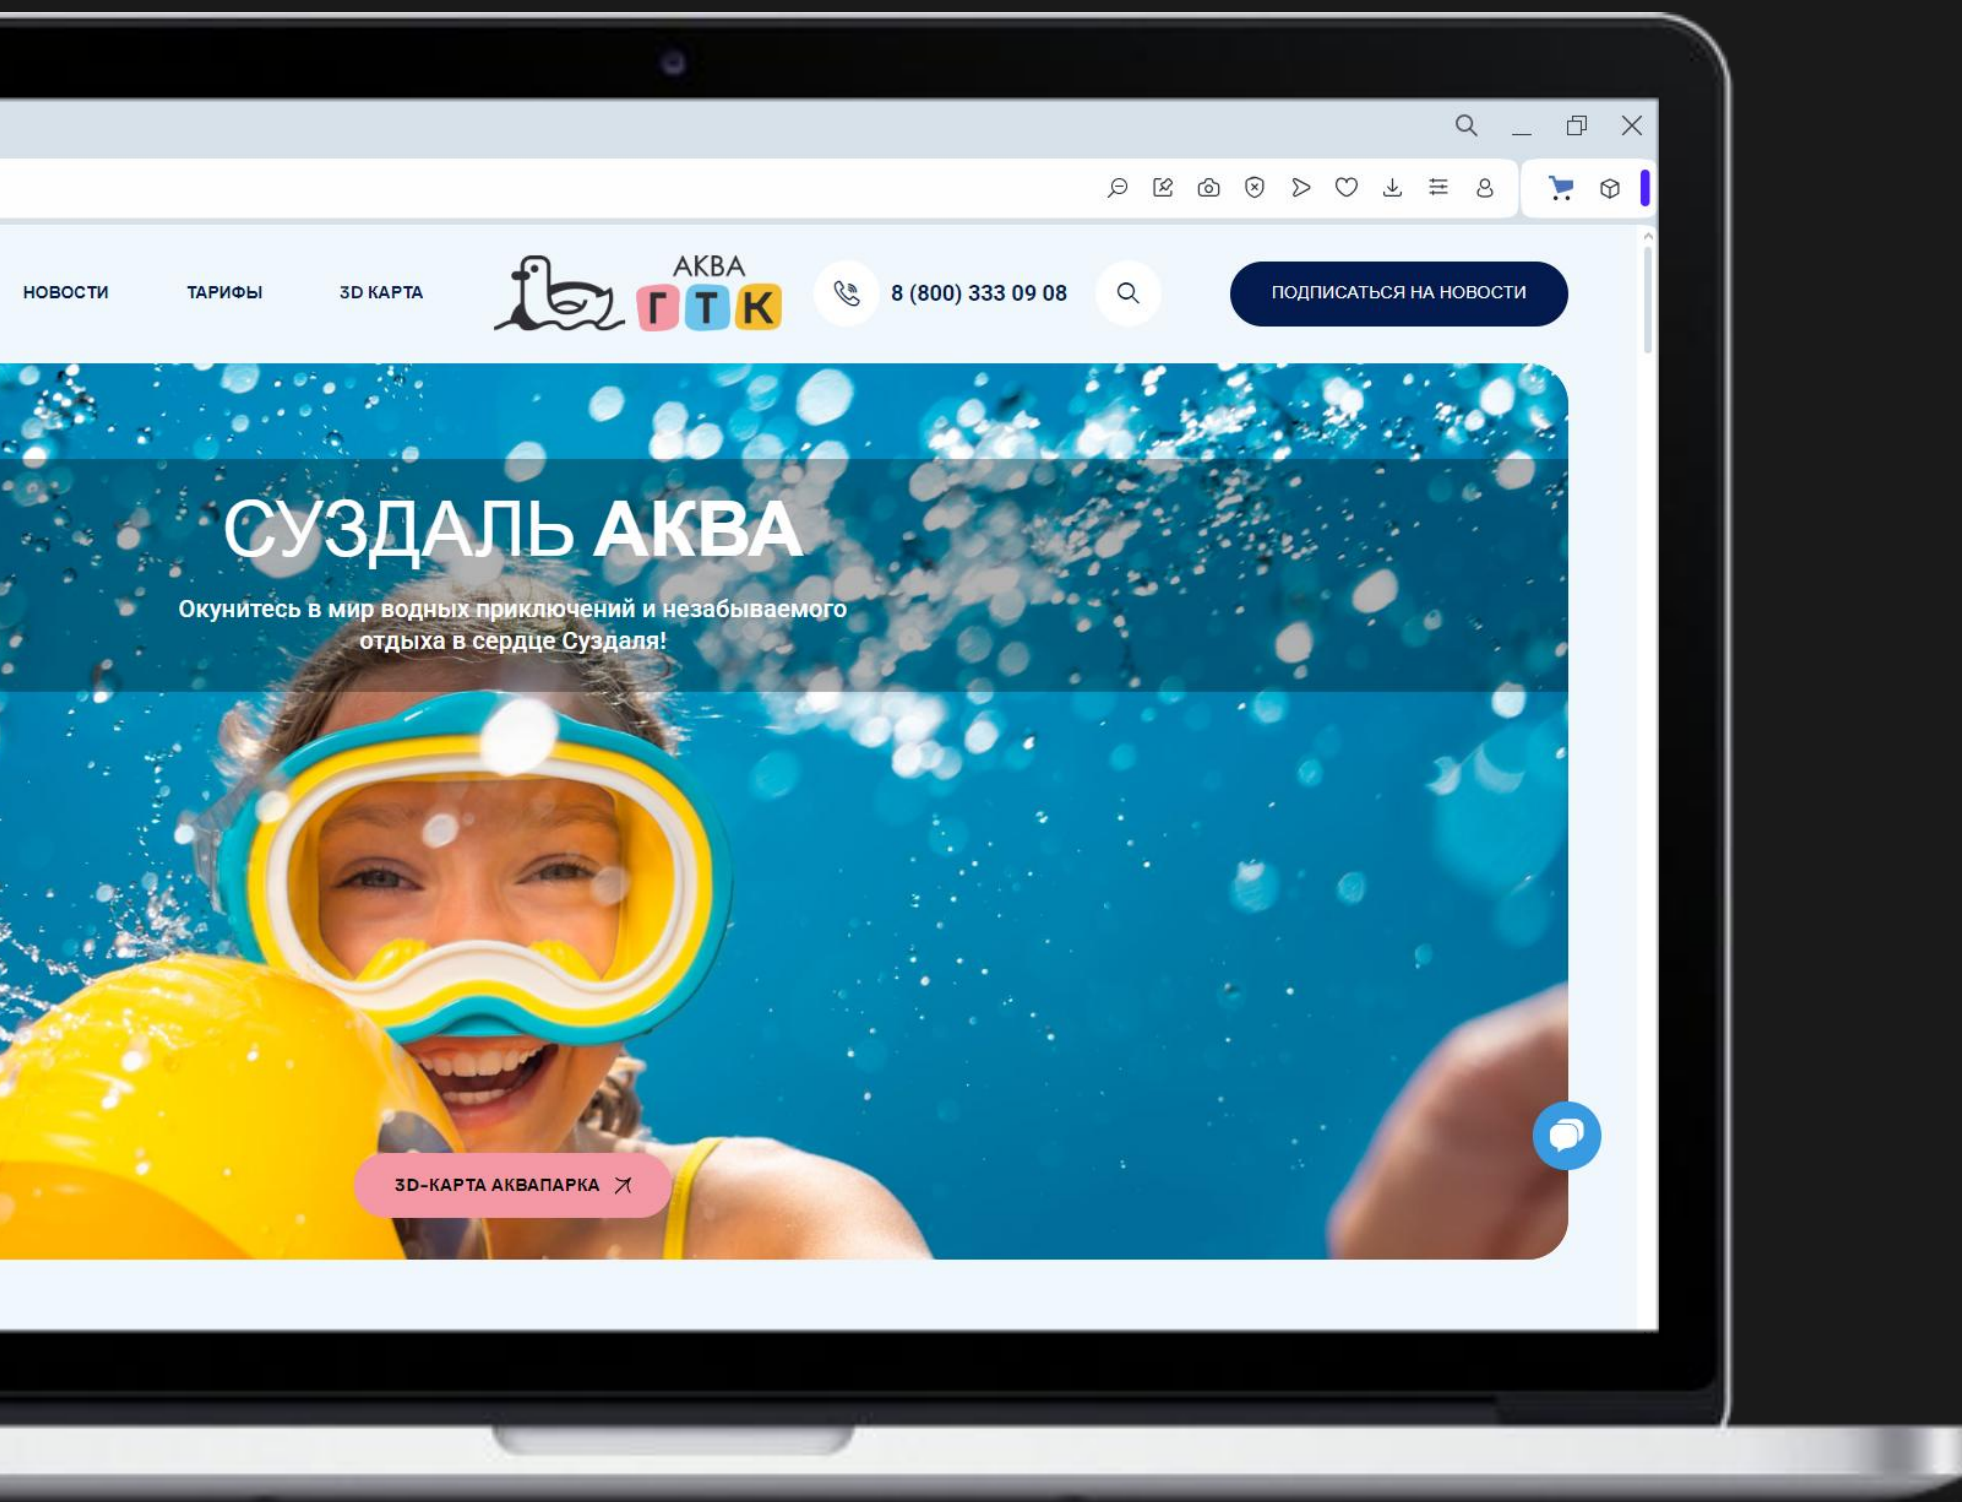 НОВОСТИ
ТАРИФЫ
3D КАРТА
АКВА
ГТК
8 (800) 333 09 08
ПОДПИСАТЬСЯ НА НОВОСТИ
СУЗДАЛЬ АКВА
Окунитесь в мир водных приключений и незабываемого
отдыха в сердце Суздаля!
3D-КАРТА АКВАПАРКА